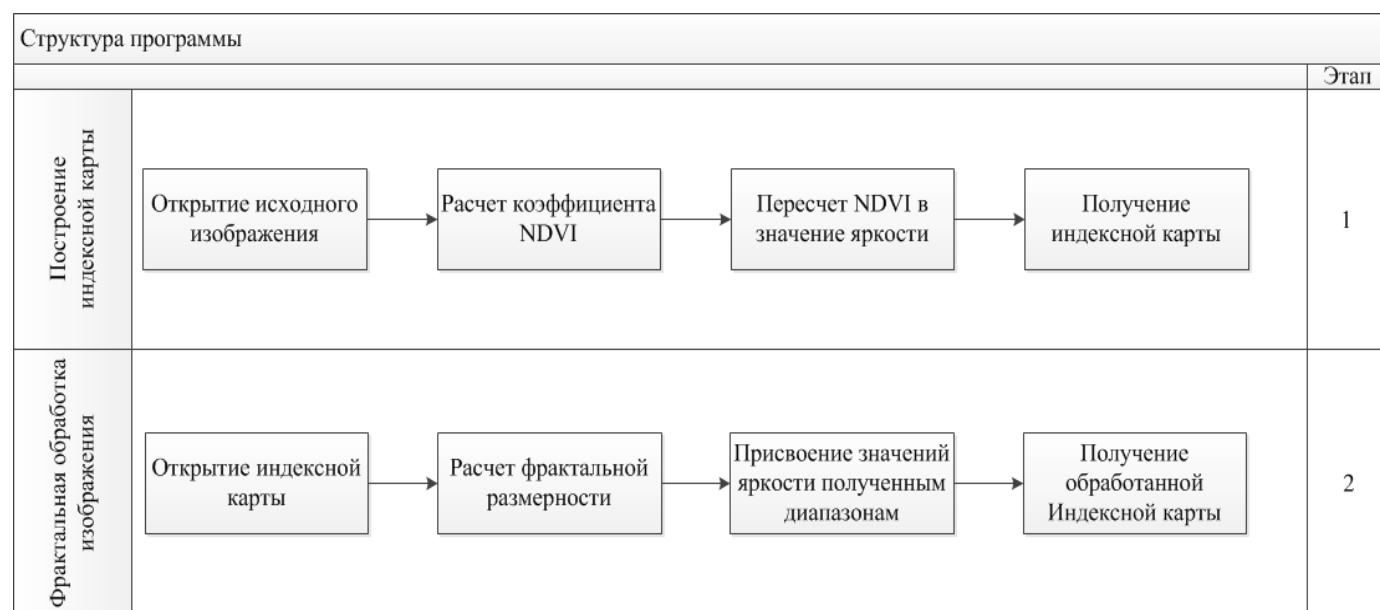 Структура программы
Этап
Построение
индексной карты
Открытие исходного
изображения
Расчет коэффициента
NDVI
Пересчет NDVI в
значение яркости
Получение
индексной карты
1
Фрактальная обработка
изображения
Открытие индексной
карты
Расчет фрактальной
размерности
Присвоение значений
яркости полученным
диапазонам
Получение
обработанной
Индексной карты
2